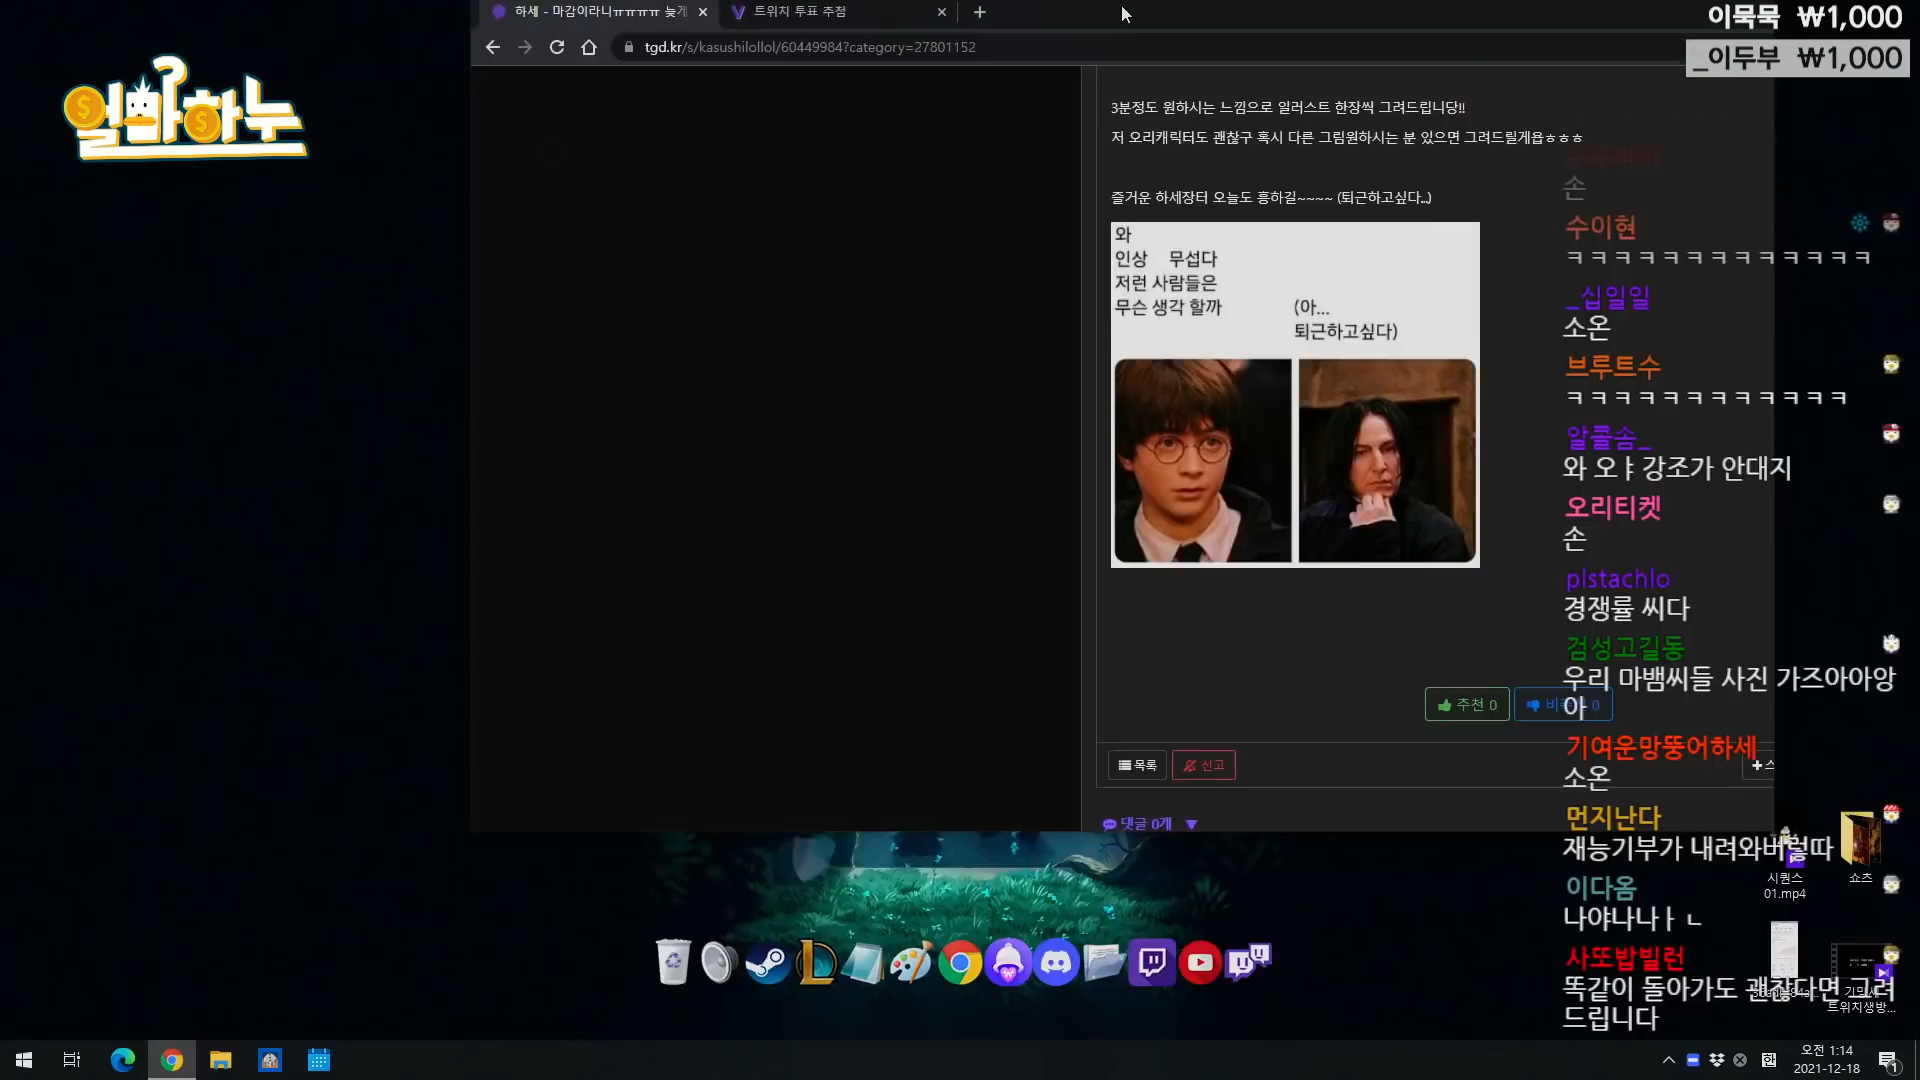 하세 - 마감이라니ㅠㅠㅠㅠ 늦게
트위치 투표 추첨
tgd.kr/s/kasushilollol/60449984?category=27801152
이묵묵 ₩1,000
_이두부 ₩1,000
얼마하누
3분정도 원하시는 느낌으로 일러스트 한장씩 그려드립니당!!
저 오리캐릭터도 괜찮구 혹시 다른 그림원하시는 분 있으면 그려드릴게욥ㅎㅎㅎ
즐거운 하세장터 오늘도 흥하길~~~~ (퇴근하고싶다...)
와
인상 무섭다
저런 사람들은
무슨 생각 할까
(아...
퇴근하고싶다)
추천 0
0
목록
신고
댓글 0개
손
수이현
ㅋㅋㅋㅋㅋㅋㅋㅋㅋㅋㅋㅋㅋ
_십일일
소온
브루트수
ㅋㅋㅋㅋㅋㅋㅋㅋㅋㅋㅋㅋ
알콜솜_
와 오ㅑ 강조가 안대지
오리티켓
손
p1stach1o
경쟁률 씨다
검성고길동
우리 마뱀씨들 사진 가즈아아앙
아
기여운망뚱어하세
소온
먼지난다
재능기부가 내려와버릴따
이다옴
나야나나ㅏ ㄴ
사또밥빌런
똑같이 돌아가도 괜찮다면 그려
드립니다
시퀀스
01.mp4
쇼츠
트위치생방...
오전 1:14
2021-12-18
한
1